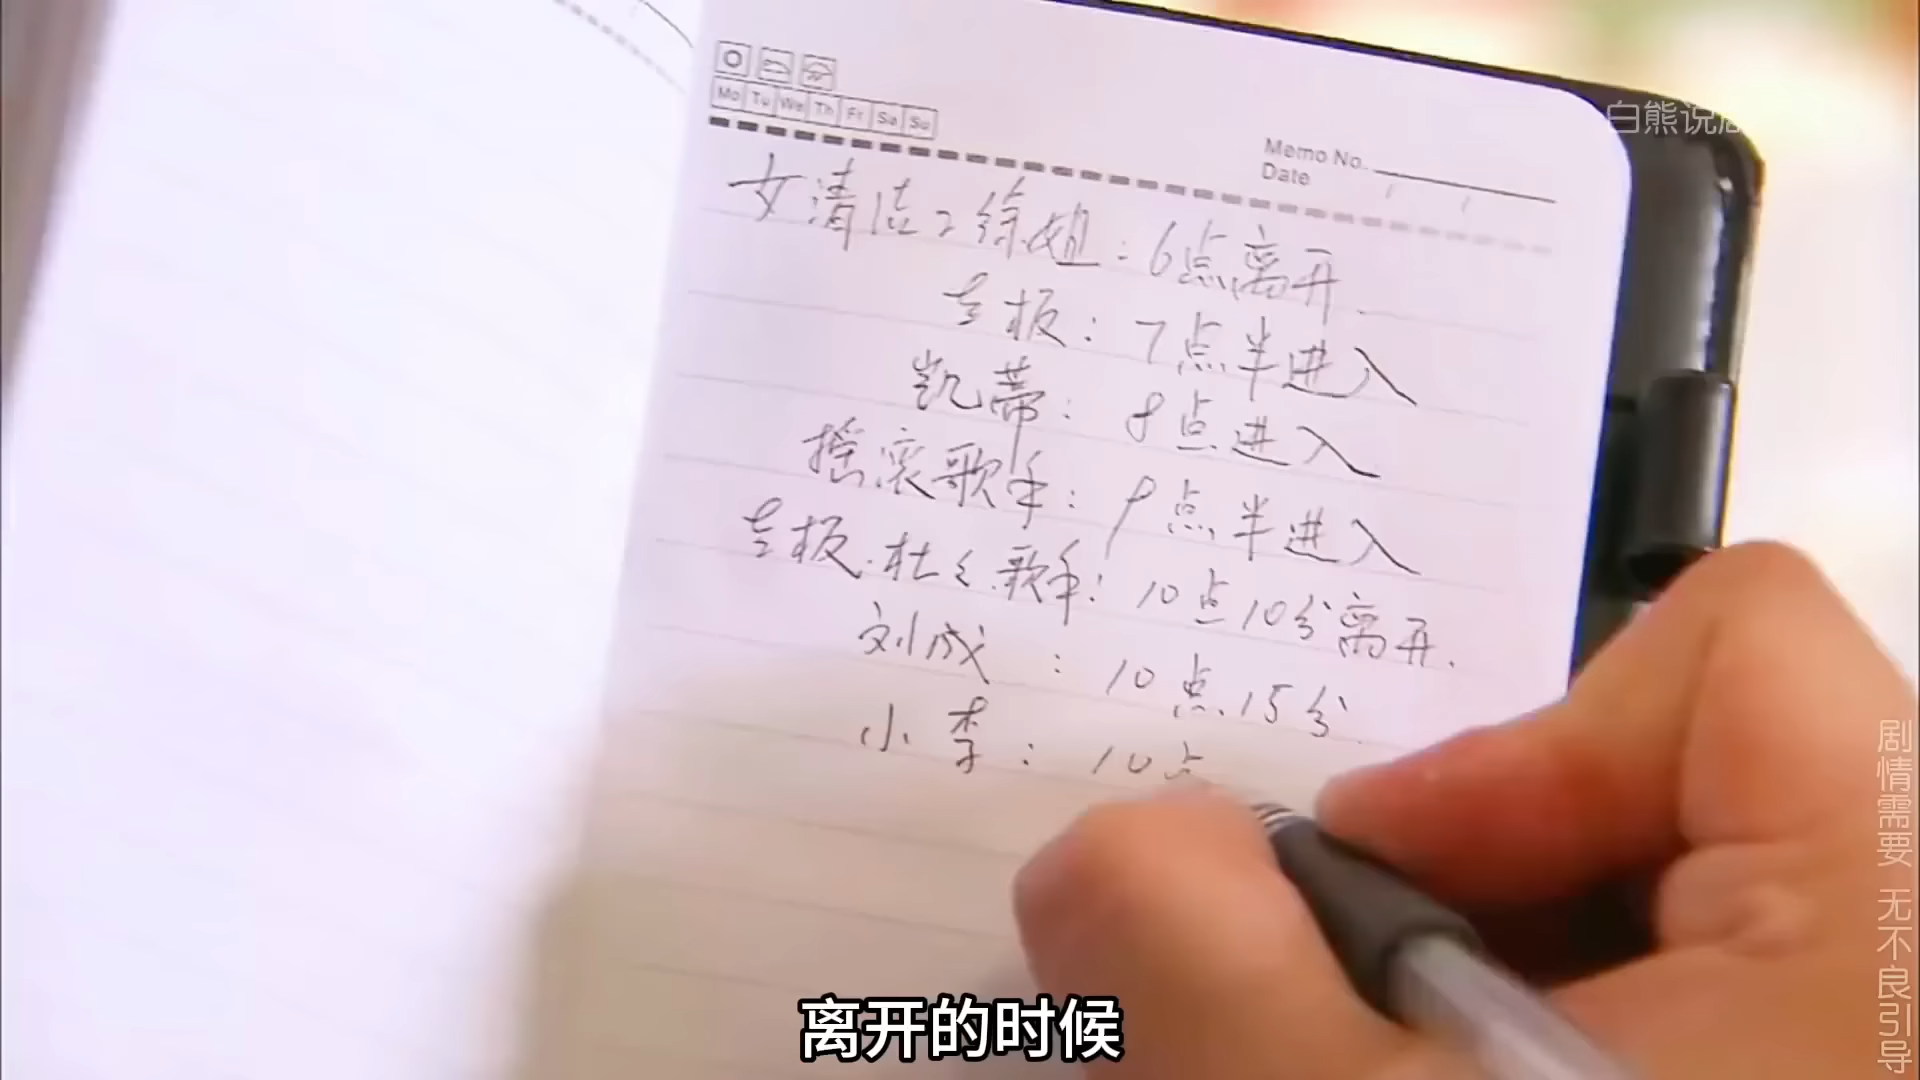 Mo Tu We Th Fr Sa Su
Memo No.
Date
白熊说
女清洁工徐姐：6点离开.
老板：7点半进入
凯蒂：8点进入
摇滚歌手：9点半进入
老板.杜:歌手：10点10分离开.
刘成：10点15分.
小李：10点
离开的时候
剧情需要 无不良引导